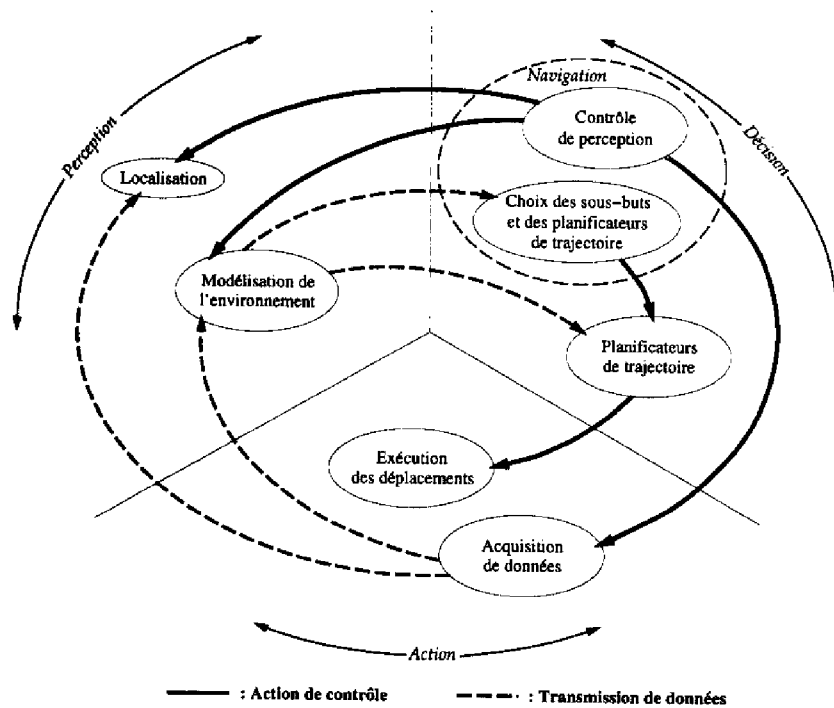 Navigation
Contrôle
de perception
Perception
Décision
Localisation
Choix des sous-buts
et des planificateurs
de trajectoire
Modélisation de
l'environnement
Planificateurs
de trajectoire
Exécution
des déplacements
Acquisition
de données
Action
: Action de contrôle
: Transmission de données